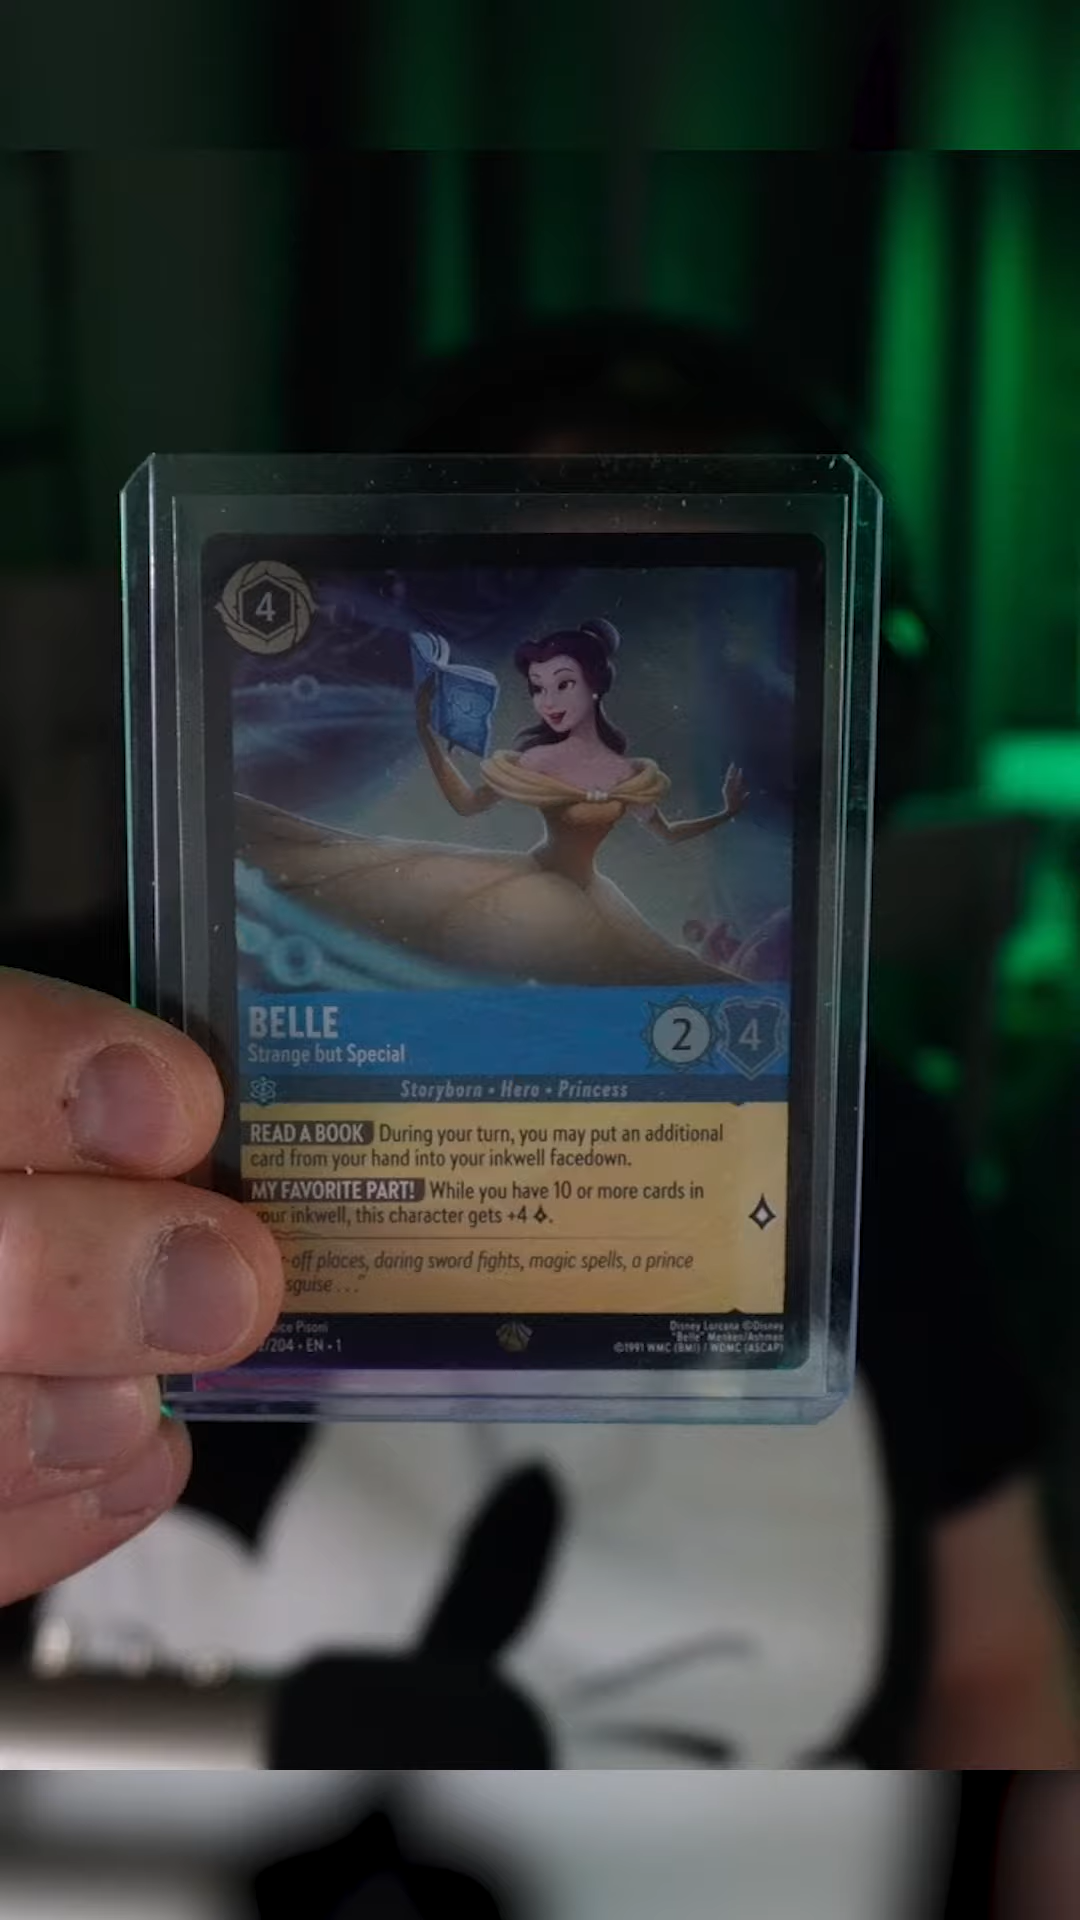 4
BELLE
Strange but Special
2
4
Storyborn • Hero • Princess
READ A BOOK During your turn, you may put an additional
card from your hand into your inkwell facedown.
MY FAVORITE PART! While you have 10 or more cards in
your inkwell, this character gets +4 .
-off places, daring sword fights, magic spells, a prince
sguise . . ."
Pisoni
/204 • EN • 1
Disney Lorcana ©Disney
"Belle" Menken/Ashman
©1991 WMC (BMI) / WDMC (ASCAP)